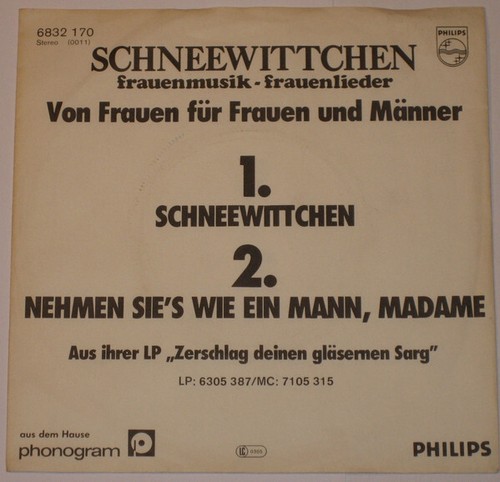 6832 170
Stereo (0011)
PHILIPS
SCHNEEWITTCHEN
frauenmusik - frauenlieder
Von Frauen für Frauen und Männer
1.
SCHNEEWITTCHEN
2.
NEHMEN SIE'S WIE EIN MANN, MADAME
Aus ihrer LP „Zerschlag deinen gläsernen Sarg"
LP: 6305 387/MC: 7105 315
aus dem Hause
phonogram
LC
PHILIPS